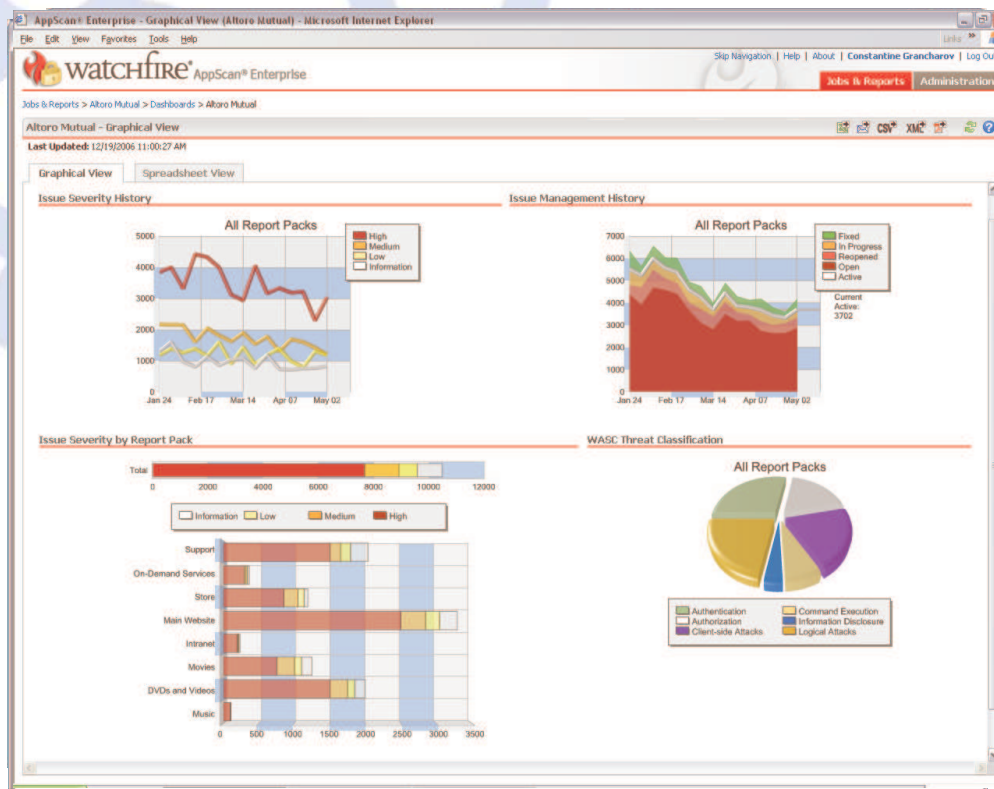 AppScan® Enterprise - Graphical View (Altoro Mutual) - Microsoft Internet Explorer
File Edit View Favorites Tools Help
Links »
WATCHFIRE® AppScan® Enterprise
Skip Navigation | Help | About | Constantine Grancharov | Log Out
Jobs & Reports Administration
Jobs & Reports > Altoro Mutual > Dashboards > Altoro Mutual
Altoro Mutual - Graphical View
CSV XML
Last Updated: 12/19/2006 11:00:27 AM
Graphical View Spreadsheet View
Issue Severity History
All Report Packs
5000
4000
3000
2000
1000
0
Jan 24 Feb 17 Mar 14 Apr 07 May 02
High
Medium
Low
Information
Issue Management History
All Report Packs
7000
6000
5000
4000
3000
2000
1000
0
Jan 24 Feb 17 Mar 14 Apr 07 May 02
Fixed
In Progress
Reopened
Open
Active
Current
Active:
3702
Issue Severity by Report Pack
Total
0 2000 4000 6000 8000 10000 12000
Information Low Medium High
Support
On-Demand Services
Store
Main Website
Intranet
Movies
DVDs and Videos
Music
0 500 1000 1500 2000 2500 3000 3500
WASC Threat Classification
All Report Packs
Authentication Command Execution
Authorization Information Disclosure
Client-side Attacks Logical Attacks